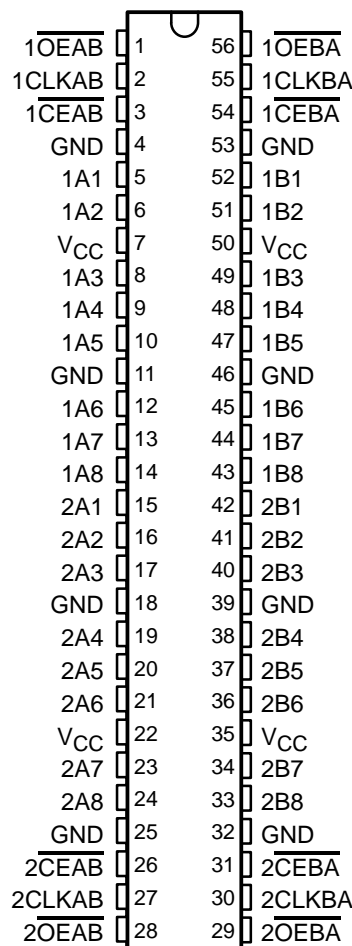 1OEAB 1 56 1OEBA
1CLKAB 2 55 1CLKBA
1CEAB 3 54 1CEBA
GND 4 53 GND
1A1 5 52 1B1
1A2 6 51 1B2
VCC 7 50 VCC
1A3 8 49 1B3
1A4 9 48 1B4
1A5 10 47 1B5
GND 11 46 GND
1A6 12 45 1B6
1A7 13 44 1B7
1A8 14 43 1B8
2A1 15 42 2B1
2A2 16 41 2B2
2A3 17 40 2B3
GND 18 39 GND
2A4 19 38 2B4
2A5 20 37 2B5
2A6 21 36 2B6
VCC 22 35 VCC
2A7 23 34 2B7
2A8 24 33 2B8
GND 25 32 GND
2CEAB 26 31 2CEBA
2CLKAB 27 30 2CLKBA
2OEAB 28 29 2OEBA